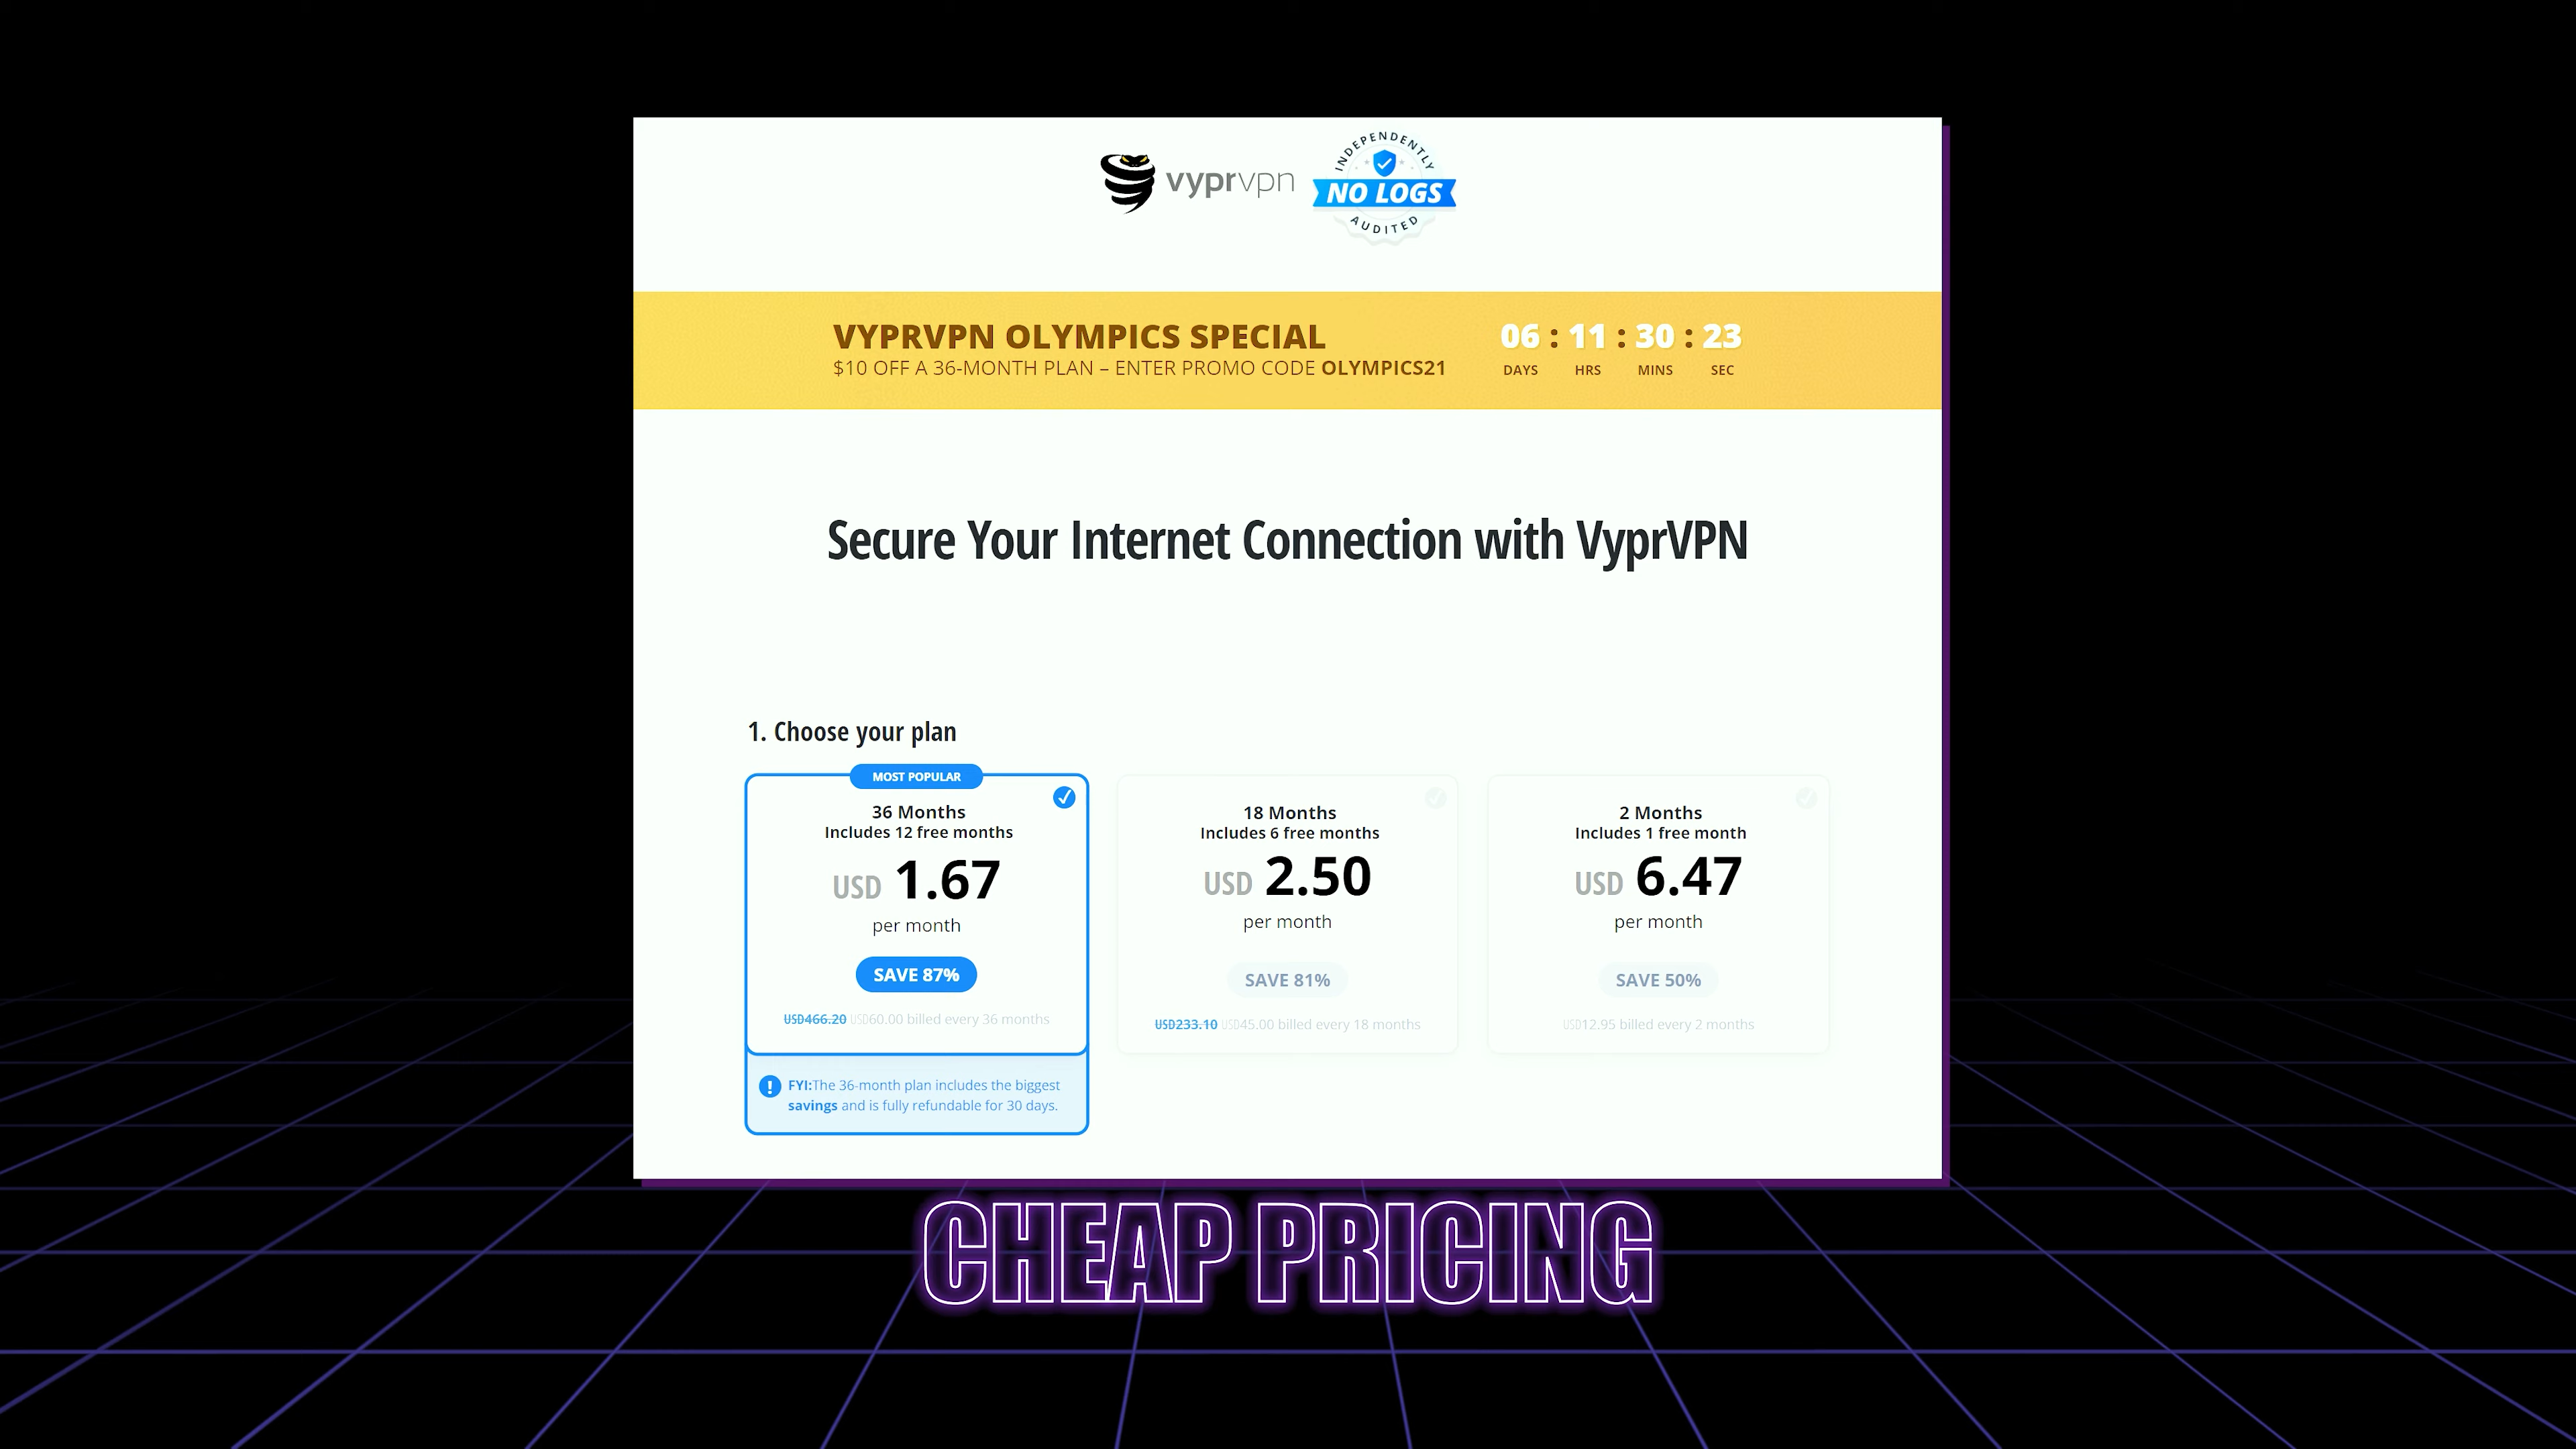 vyprvpn
INDEPENDENTLY
NO LOGS
AUDITED
VYPRVPN OLYMPICS SPECIAL
$10 OFF A 36-MONTH PLAN – ENTER PROMO CODE OLYMPICS21
06 : 11 : 30 : 23
DAYS HRS MINS SEC
Secure Your Internet Connection with VyprVPN
1. Choose your plan
MOST POPULAR
36 Months
Includes 12 free months
USD 1.67
per month
SAVE 87%
USD466.20 USD60.00 billed every 36 months
FYI:The 36-month plan includes the biggest
savings and is fully refundable for 30 days.
18 Months
Includes 6 free months
USD 2.50
per month
SAVE 81%
USD233.10 USD45.00 billed every 18 months
2 Months
Includes 1 free month
USD 6.47
per month
SAVE 50%
USD12.95 billed every 2 months
CHEAP PRICING